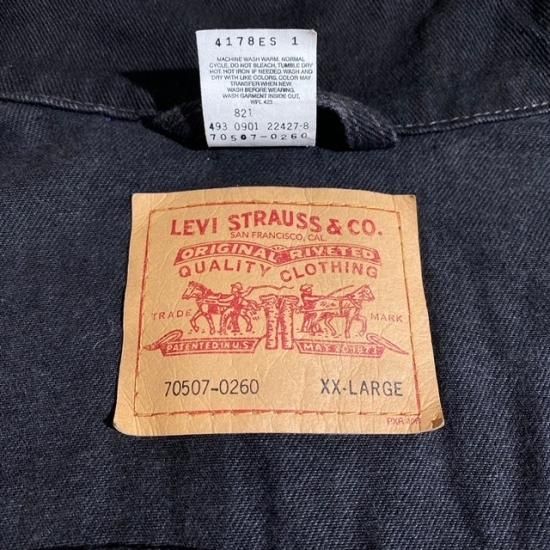 4178ES 1
MACHINE WASH WARM. NORMAL
CYCLE. DO NOT BLEACH. TUMBLE DRY
HOT. HOT IRON IF NEEDED. WASH AND
DRY WITH LIKE COLORS. COLOR MAY
TRANSFER WHEN NEW.
WASH BEFORE WEARING.
WASH GARMENT INSIDE OUT.
WPL 423
821
493 0901 22427-8
70507-0260
LEVI STRAUSS & CO.
SAN FRANCISCO, CAL.
ORIGINAL RIVETED
QUALITY CLOTHING
TRADE MARK
PATENTED IN U.S. MAY 20 1873
70507-0260 XX-LARGE